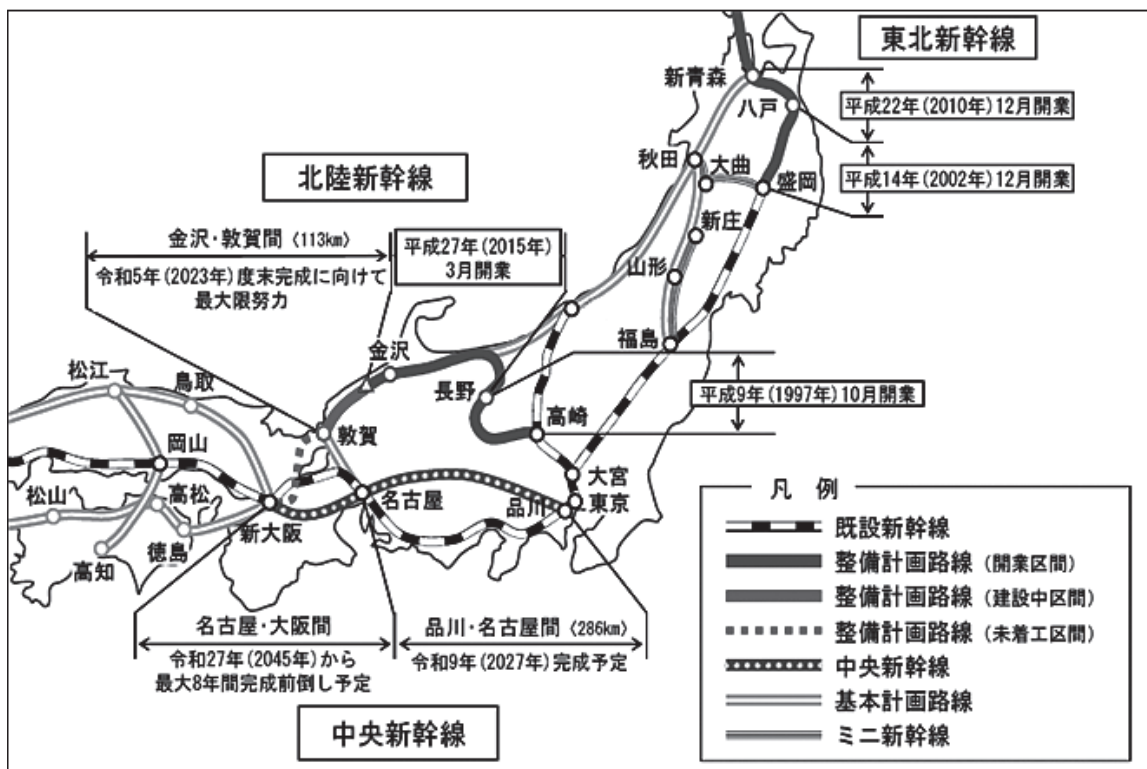 東北新幹線
新青森
八戸
平成22年(2010年)12月開業
秋田
大曲
盛岡
平成14年(2002年)12月開業
北陸新幹線
新庄
金沢・敦賀間〈113km〉
平成27年(2015年)
3月開業
令和5年(2023年)度末完成に向けて
最大限努力
山形
福島
金沢
松江
鳥取
長野
平成9年(1997年)10月開業
高崎
敦賀
岡山
大宮
東京
品川
名古屋
松山
高松
新大阪
徳島
高知
凡例
既設新幹線
整備計画路線(開業区間)
整備計画路線(建設中区間)
整備計画路線(未着工区間)
中央新幹線
基本計画路線
ミニ新幹線
名古屋・大阪間
令和27年(2045年)から
最大8年間完成前倒し予定
品川・名古屋間〈286km〉
令和9年(2027年)完成予定
中央新幹線